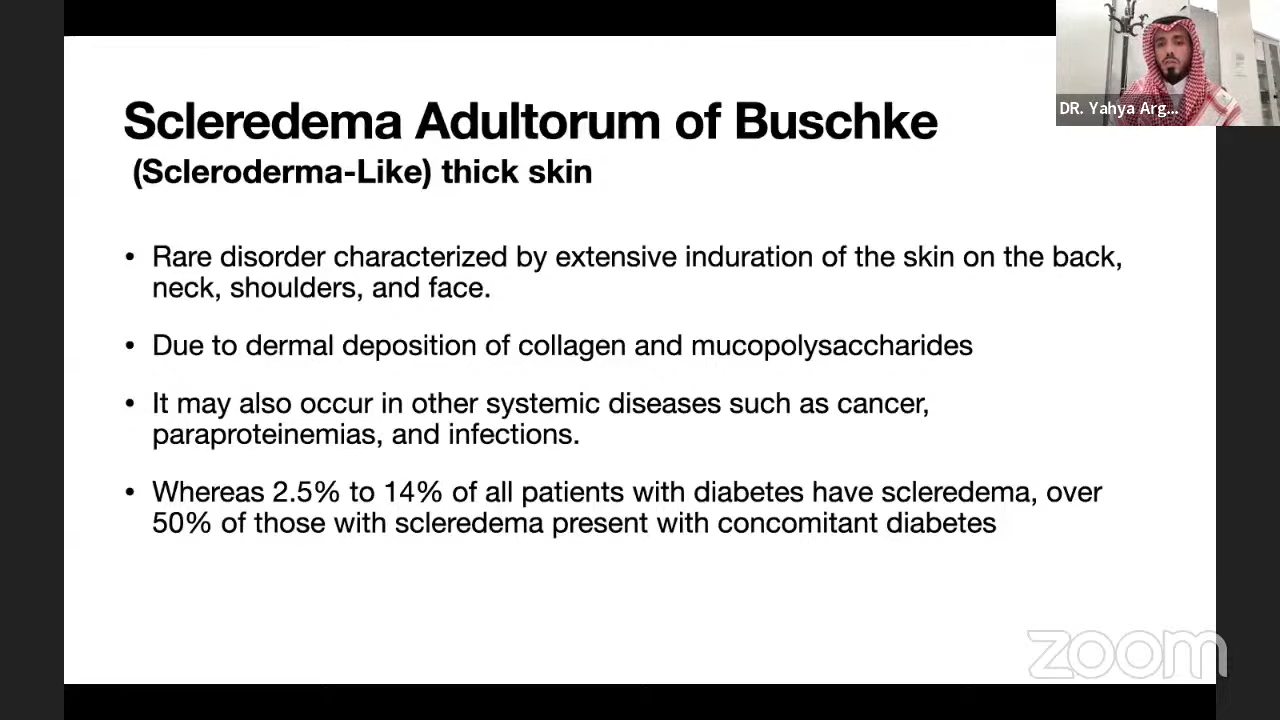 Scleredema Adultorum of Buschke
(Scleroderma-Like) thick skin
• Rare disorder characterized by extensive induration of the skin on the back,
neck, shoulders, and face.
• Due to dermal deposition of collagen and mucopolysaccharides
• It may also occur in other systemic diseases such as cancer,
paraproteinemias, and infections.
• Whereas 2.5% to 14% of all patients with diabetes have scleredema, over
50% of those with scleredema present with concomitant diabetes
DR. Yahya Arg...
zoom